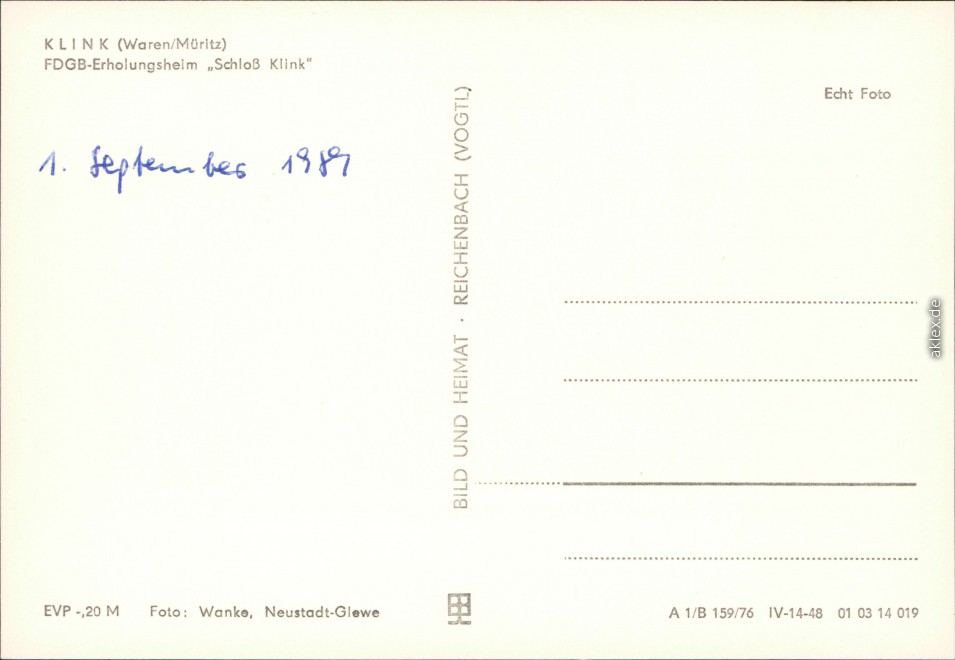 K L I N K (Waren/Müritz)
FDGB-Erholungsheim „Schloß Klink“
Echt Foto
1. September 1989
BILD UND HEIMAT · REICHENBACH (VOGTL)
aklex.de
EVP -,20 M Foto: Wanke, Neustadt-Glewe
A 1/B 159/76 IV-14-48 01 03 14 019